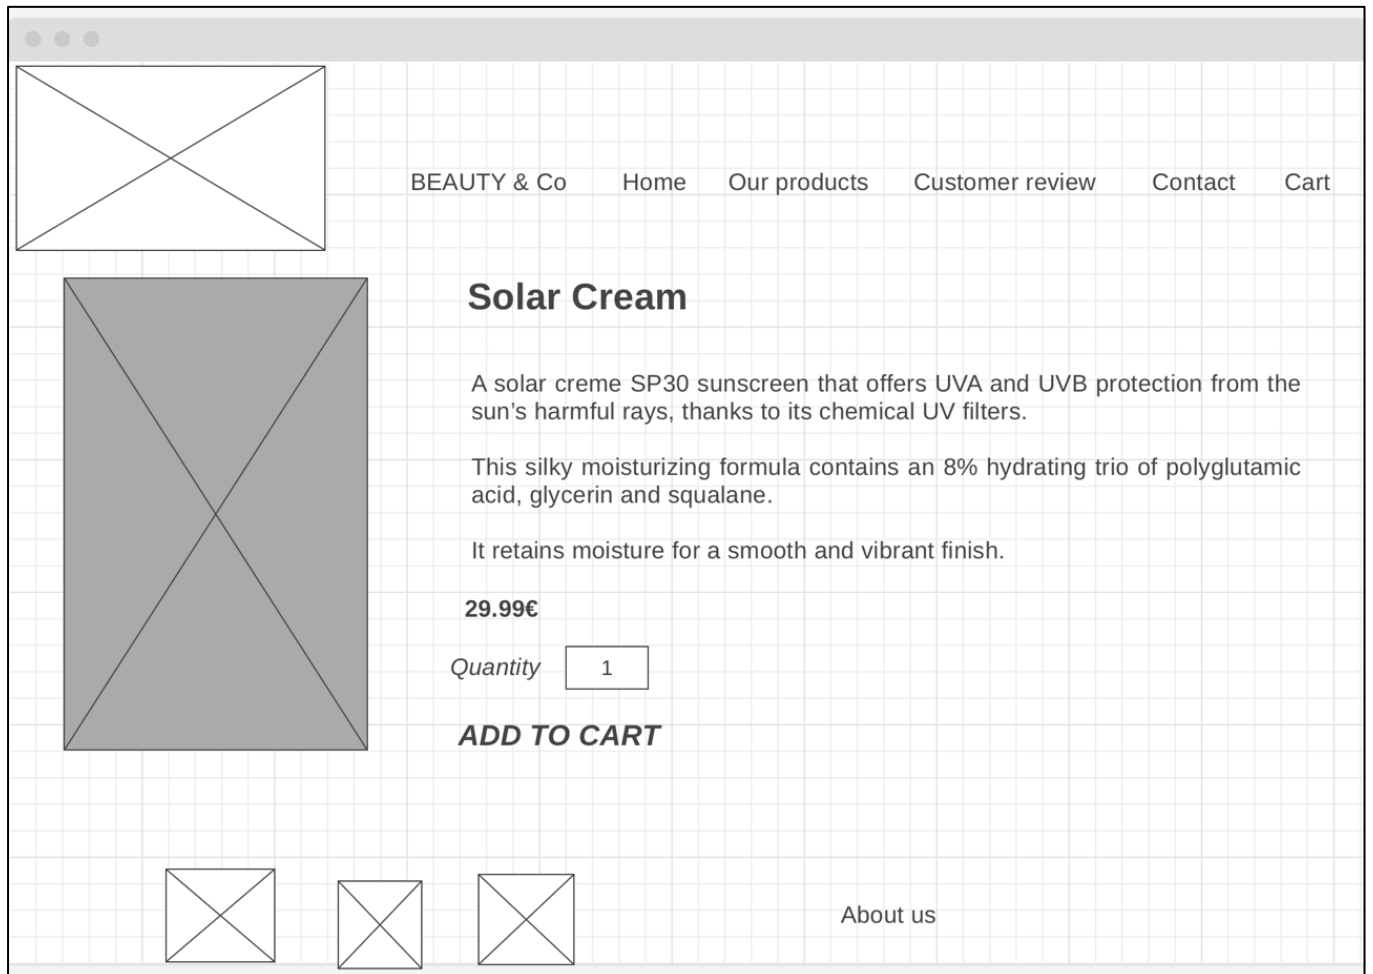 BEAUTY & Co Home Our products Customer review Contact Cart
Solar Cream
A solar creme SP30 sunscreen that offers UVA and UVB protection from the
sun’s harmful rays, thanks to its chemical UV filters.
This silky moisturizing formula contains an 8% hydrating trio of polyglutamic
acid, glycerin and squalane.
It retains moisture for a smooth and vibrant finish.
29.99€
Quantity 1
ADD TO CART
About us